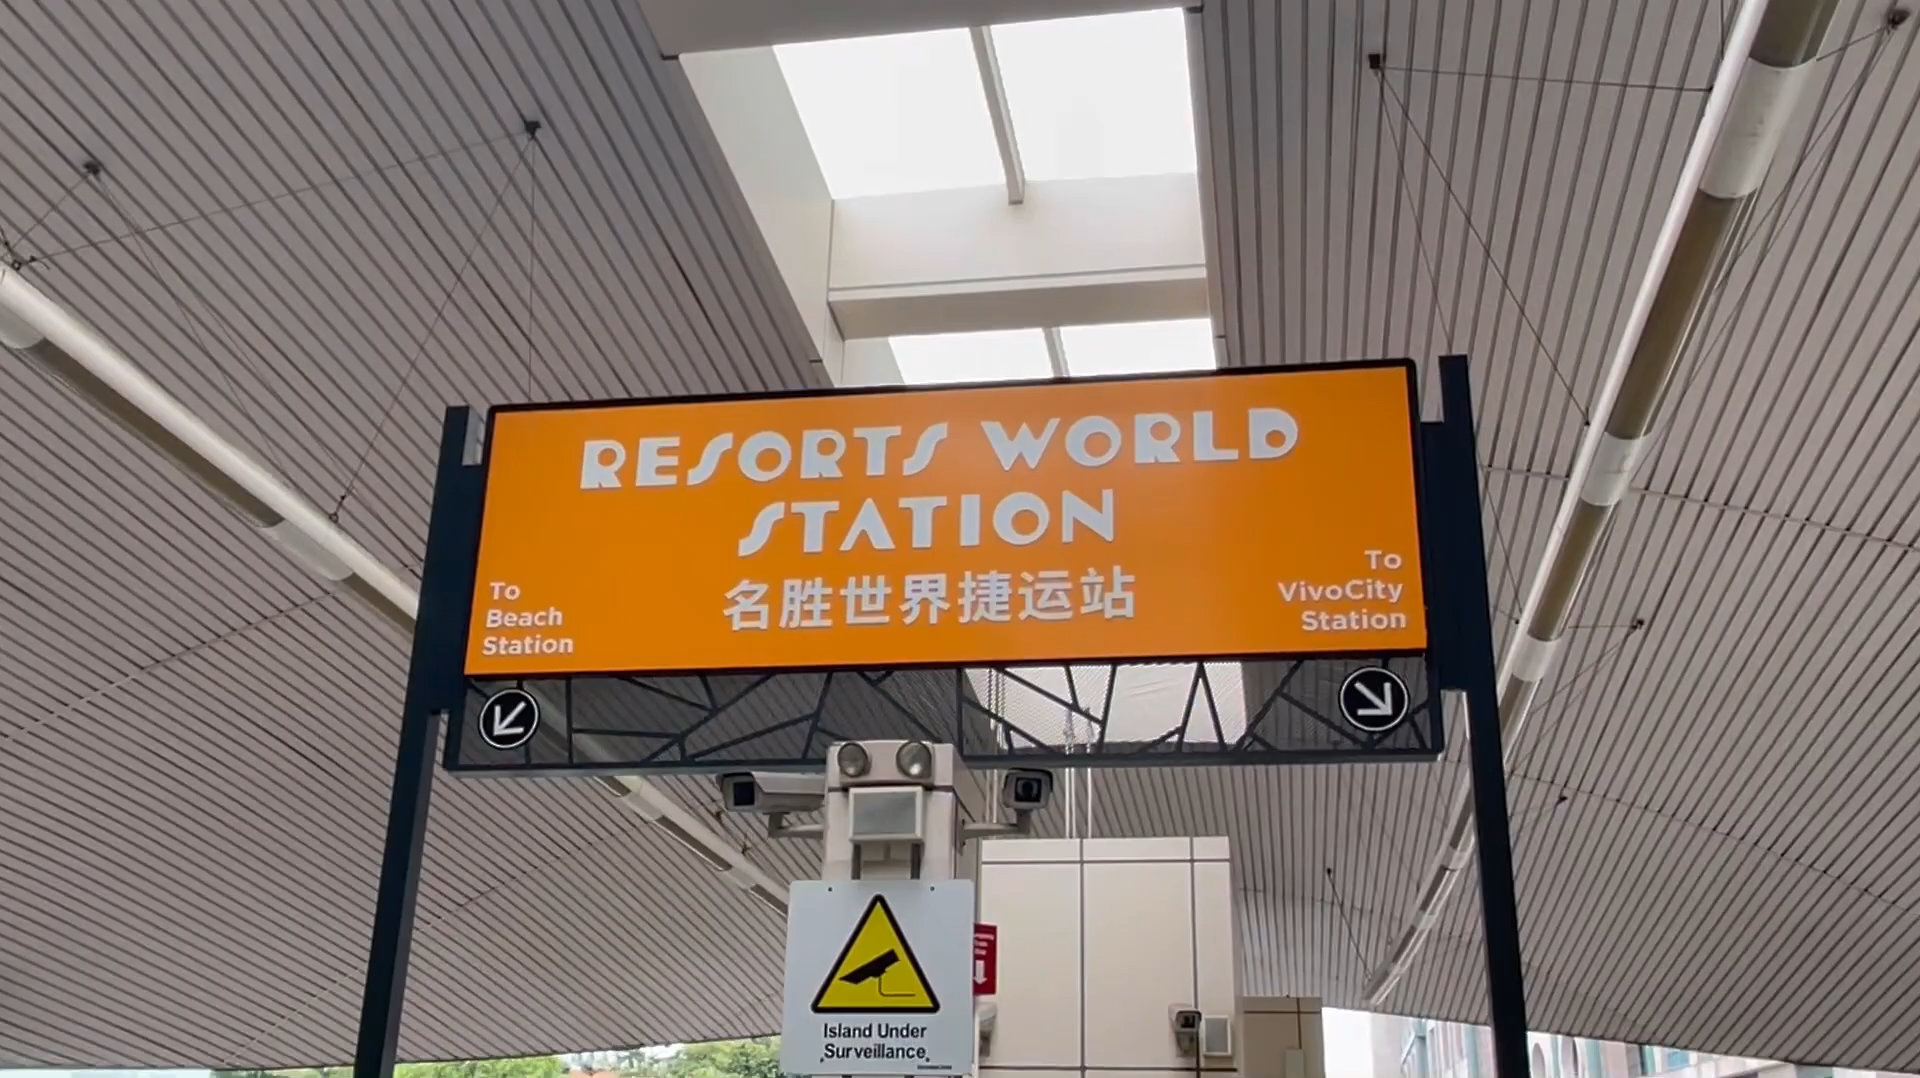 RESORTS WORLD
STATION
名胜世界捷运站
To
Beach
Station
To
VivoCity
Station
Island Under
Surveillance